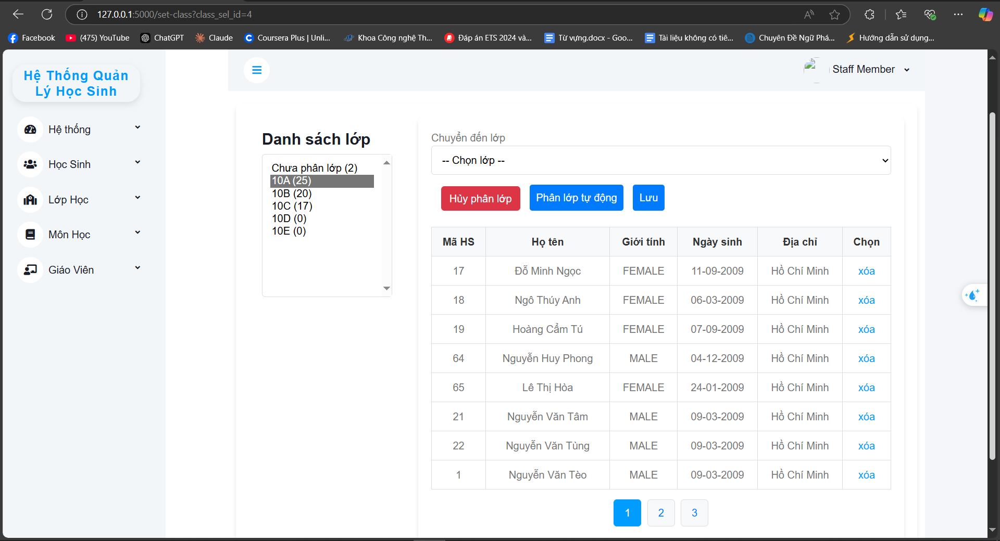 127.0.0.1:5000/set-class?class_sel_id=4
Facebook
(475) YouTube
ChatGPT
Claude
Coursera Plus | Unli...
Khoa Công nghệ Th...
Đáp án ETS 2024 và...
Từ vựng.docx - Goo...
Tài liệu không có tiê...
Chuyên Đề Ngữ Phá...
Hướng dẫn sử dụng...
Hệ Thống Quản
Lý Học Sinh
Hệ thống
Học Sinh
Lớp Học
Môn Học
Giáo Viên
Staff Member
Danh sách lớp
Chưa phân lớp (2)
10A (25)
10B (20)
10C (17)
10D (0)
10E (0)
Chuyển đến lớp
-- Chọn lớp --
Hủy phân lớp Phân lớp tự động Lưu
Mã HS Họ tên Giới tính Ngày sinh Địa chỉ Chọn
17 Đỗ Minh Ngọc FEMALE 11-09-2009 Hồ Chí Minh xóa
18 Ngô Thúy Anh FEMALE 06-03-2009 Hồ Chí Minh xóa
19 Hoàng Cẩm Tú FEMALE 07-09-2009 Hồ Chí Minh xóa
64 Nguyễn Huy Phong MALE 04-12-2009 Hồ Chí Minh xóa
65 Lê Thị Hòa FEMALE 24-01-2009 Hồ Chí Minh xóa
21 Nguyễn Văn Tâm MALE 09-03-2009 Hồ Chí Minh xóa
22 Nguyễn Văn Tùng MALE 09-03-2009 Hồ Chí Minh xóa
1 Nguyễn Văn Tèo MALE 09-03-2009 Hồ Chí Minh xóa
1 2 3